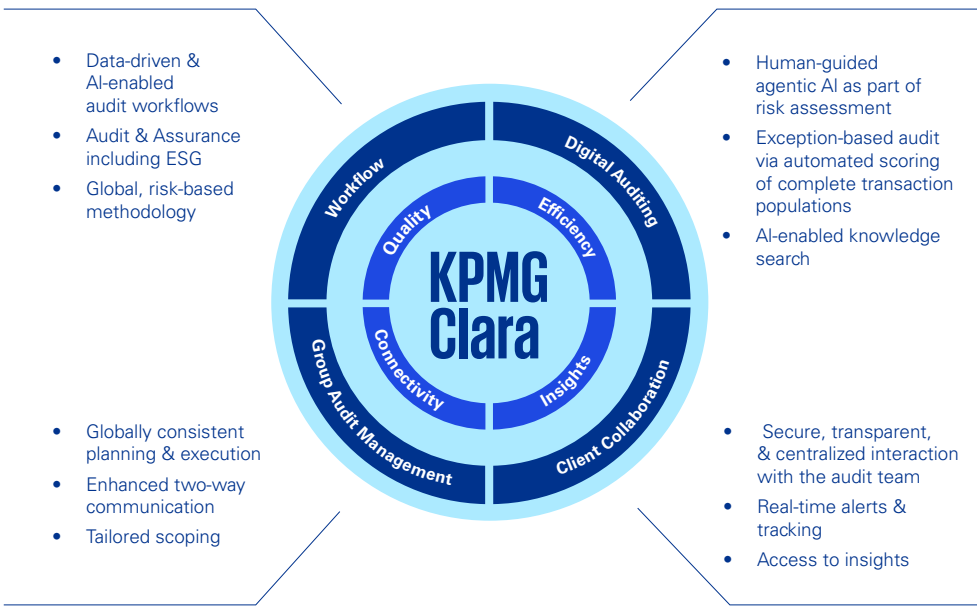 • Data-driven &
AI-enabled
audit workflows
• Audit & Assurance
including ESG
• Global, risk-based
methodology
• Human-guided
agentic AI as part of
risk assessment
• Exception-based audit
via automated scoring
of complete transaction
populations
• AI-enabled knowledge
search
Workflow
Digital Auditing
Quality
Efficiency
KPMG
Clara
Connectivity
Insights
Group Audit Management
Client Collaboration
• Globally consistent
planning & execution
• Enhanced two-way
communication
• Tailored scoping
• Secure, transparent,
& centralized interaction
with the audit team
• Real-time alerts &
tracking
• Access to insights